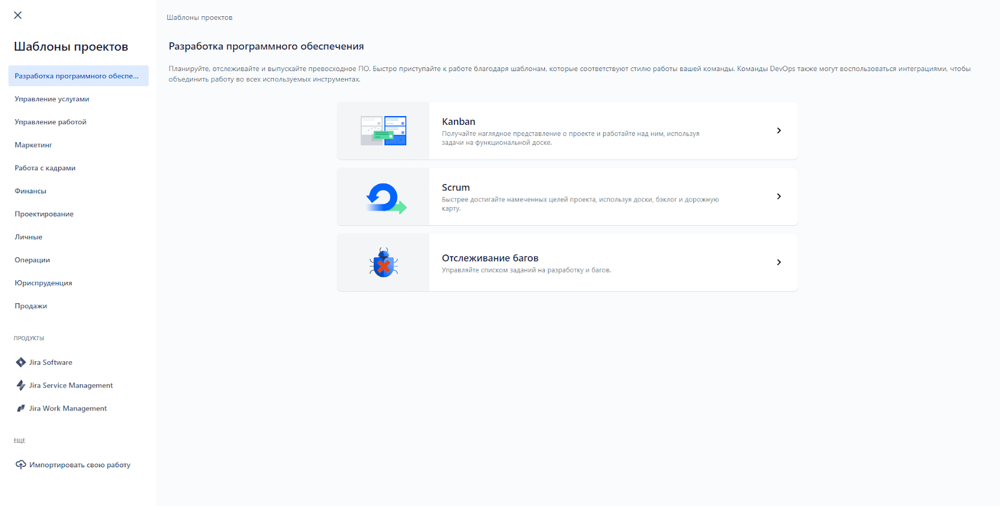 Шаблоны проектов
Разработка программного обеспе...
Управление услугами
Управление работой
Маркетинг
Работа с кадрами
Финансы
Проектирование
Личные
Операции
Юриспруденция
Продажи
ПРОДУКТЫ
Jira Software
Jira Service Management
Jira Work Management
ЕЩЕ
Импортировать свою работу
Шаблоны проектов
Разработка программного обеспечения
Планируйте, отслеживайте и выпускайте превосходное ПО. Быстро приступайте к работе благодаря шаблонам, которые соответствуют стилю работы вашей команды. Команды DevOps также могут воспользоваться интеграциями, чтобы
объединить работу во всех используемых инструментах.
Kanban
Получайте наглядное представление о проекте и работайте над ним, используя
задачи на функциональной доске.
Scrum
Быстрее достигайте намеченных целей проекта, используя доски, бэклог и дорожную
карту.
Отслеживание багов
Управляйте списком заданий на разработку и багов.